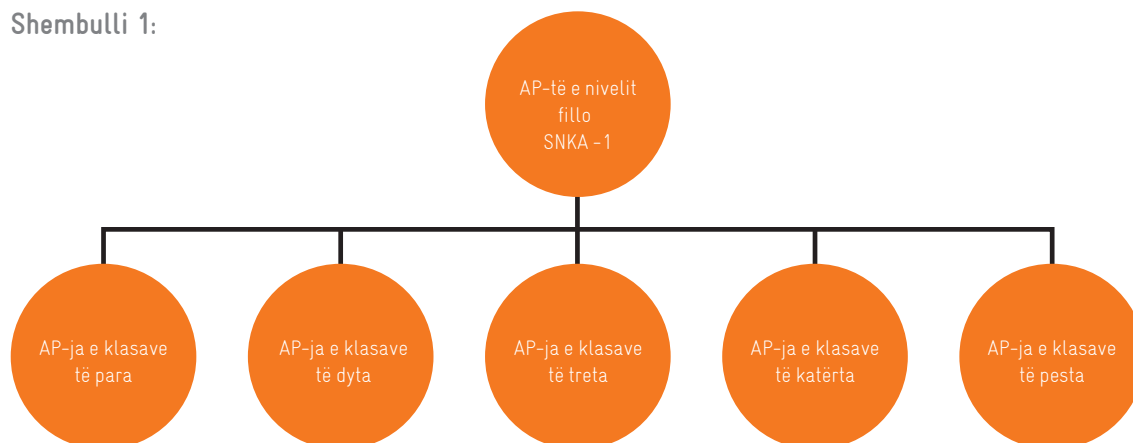 Shembulli 1:
AP-të e nivelit
fillo
SNKA -1
AP-ja e klasave
të para
AP-ja e klasave
të dyta
AP-ja e klasave
të treta
AP-ja e klasave
të katërta
AP-ja e klasave
të pesta